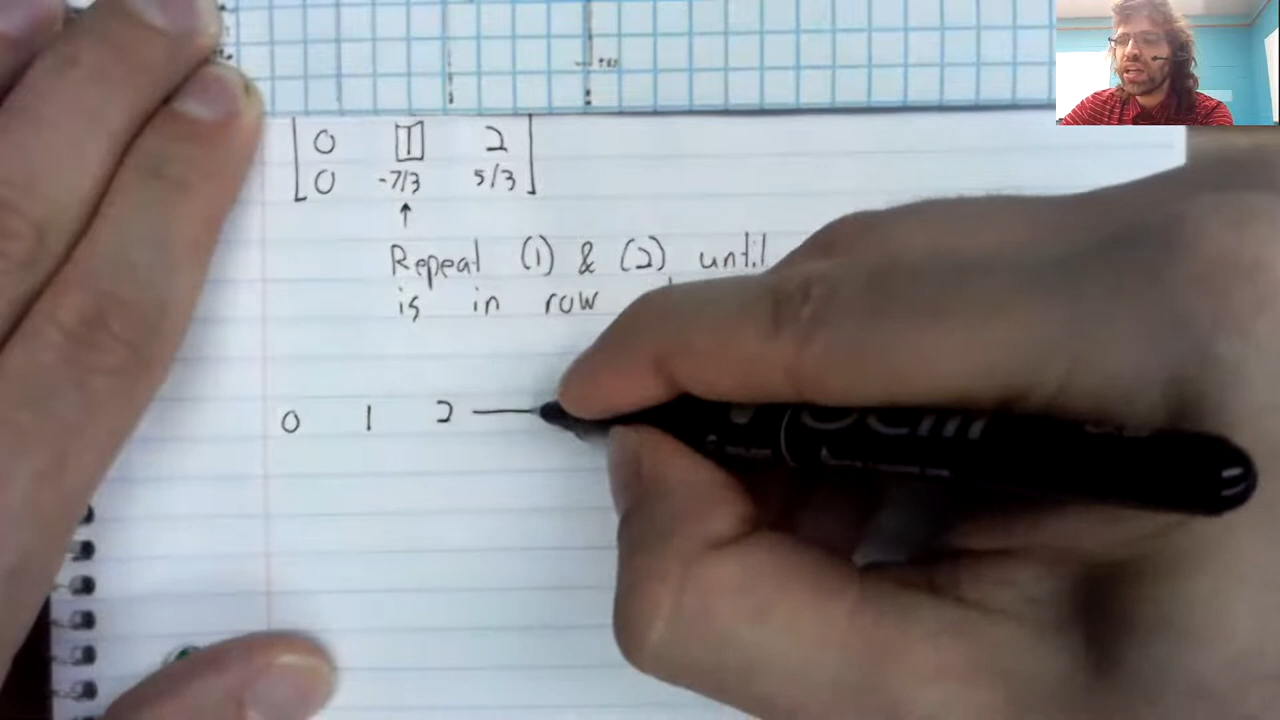 0 1 2
0 -7/3 5/3
↑
Repeat (1) & (2) until
is in row
0 1 2 —